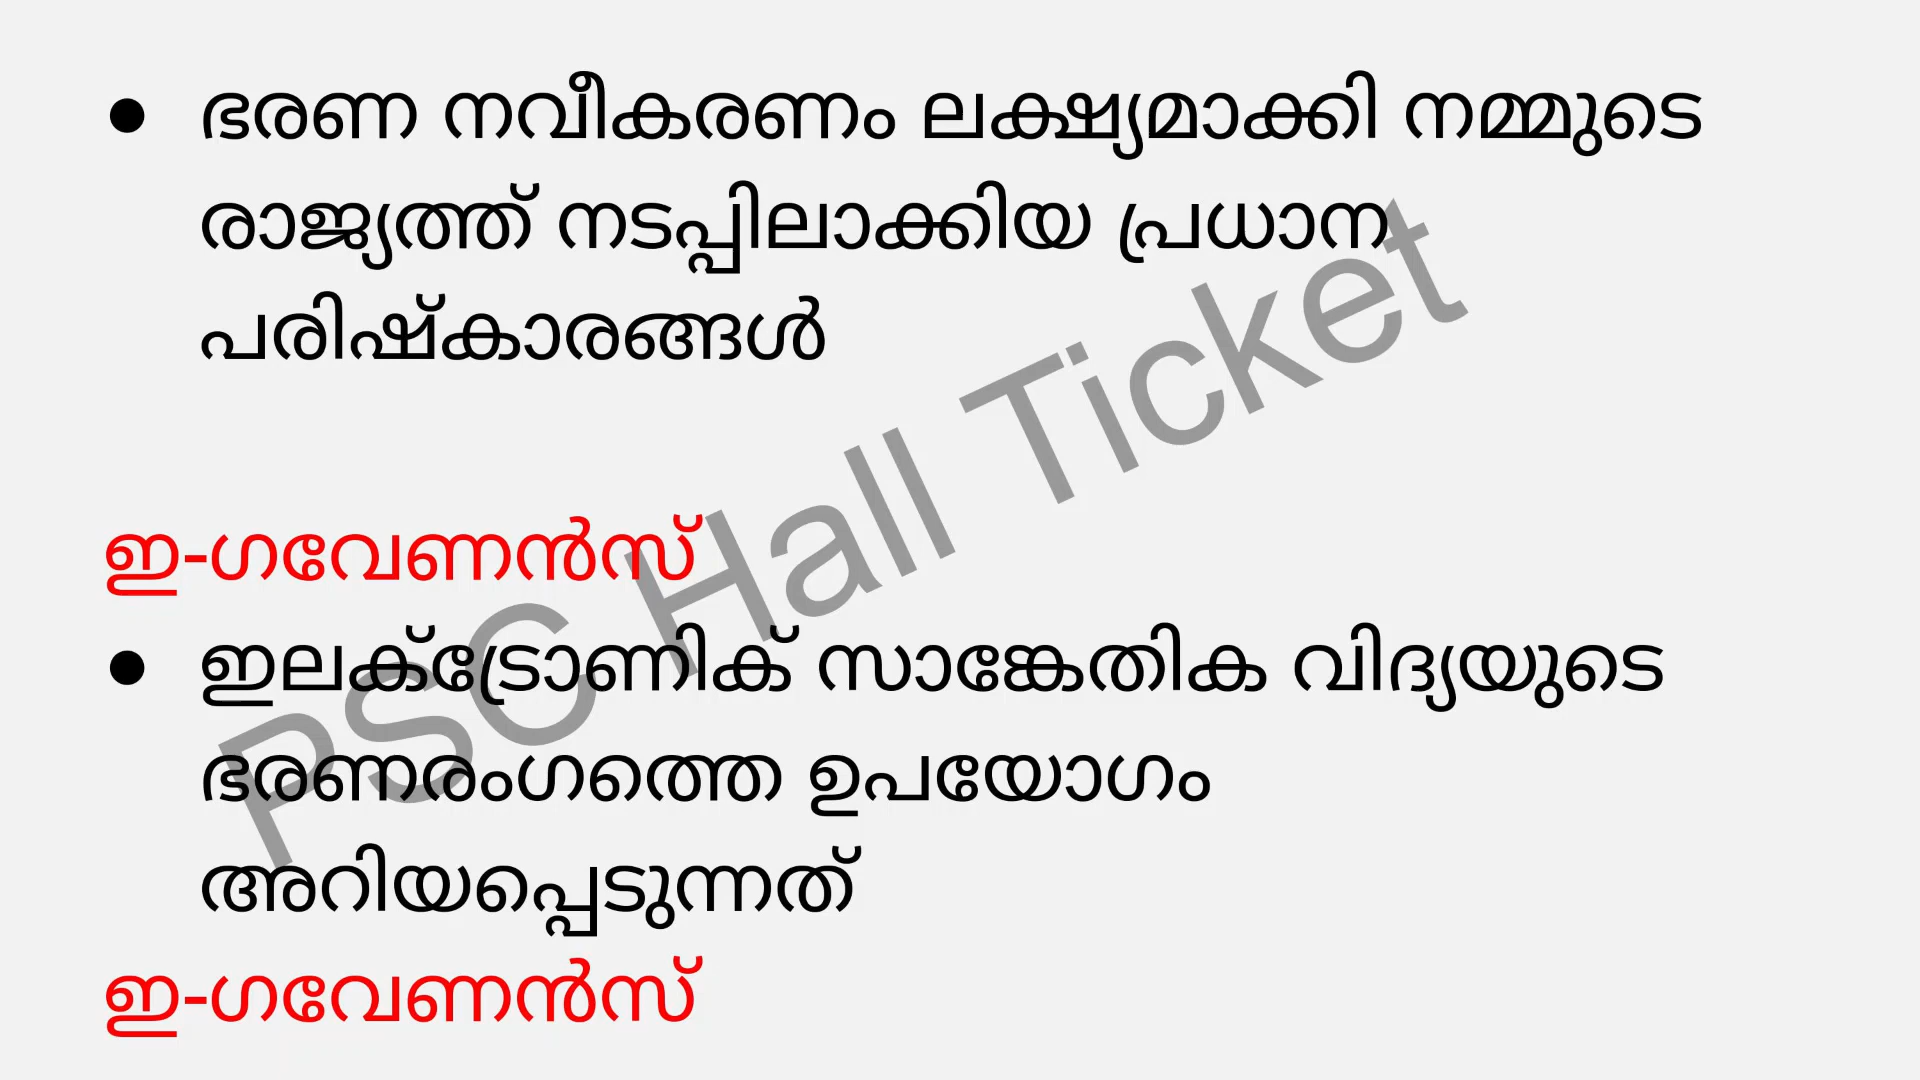 ● ഭരണ നവീകരണം ലക്ഷ്യമാക്കി നമ്മുടെ
രാജ്യത്ത് നടപ്പിലാക്കിയ പ്രധാന
പരിഷ്കാരങ്ങൾ
ഇ-ഗവേണൻസ്
● ഇലക്ട്രോണിക് സാങ്കേതിക വിദ്യയുടെ
ഭരണരംഗത്തെ ഉപയോഗം
അറിയപ്പെടുന്നത്
ഇ-ഗവേണൻസ്
PSC Hall Ticket